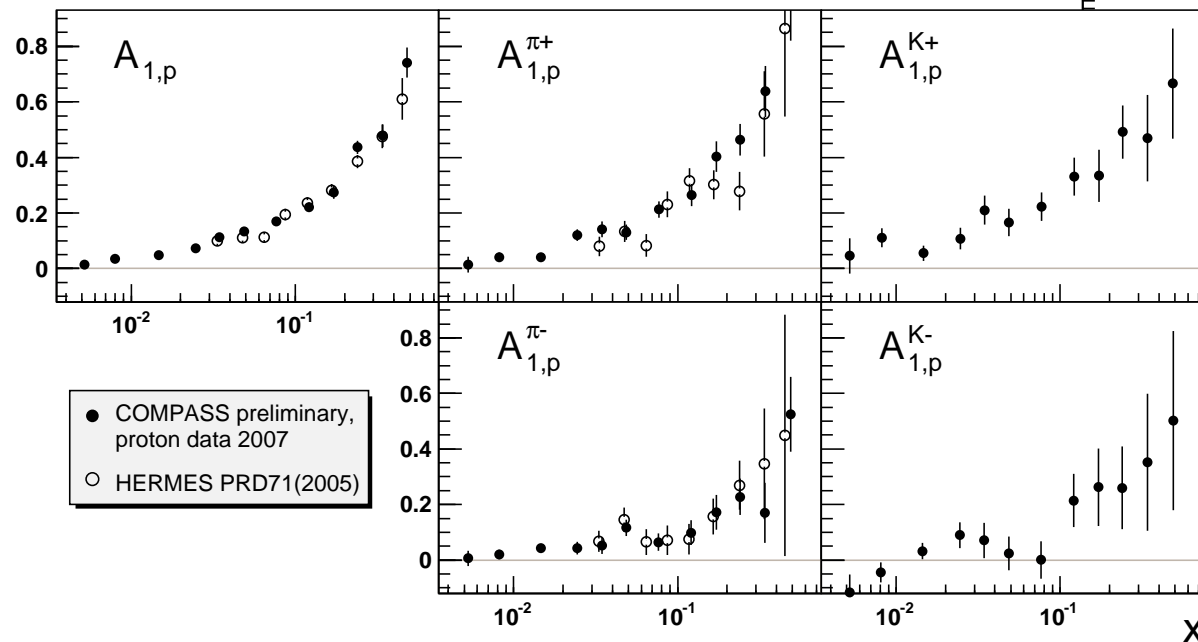 E
0.8
0.6
0.4
0.2
0
A1,p
Aπ+1,p
AK+1,p
10-2
10-1
0.8
0.6
0.4
0.2
0
Aπ-1,p
AK-1,p
COMPASS preliminary,
proton data 2007
HERMES PRD71(2005)
10-2
10-1
10-2
10-1
x